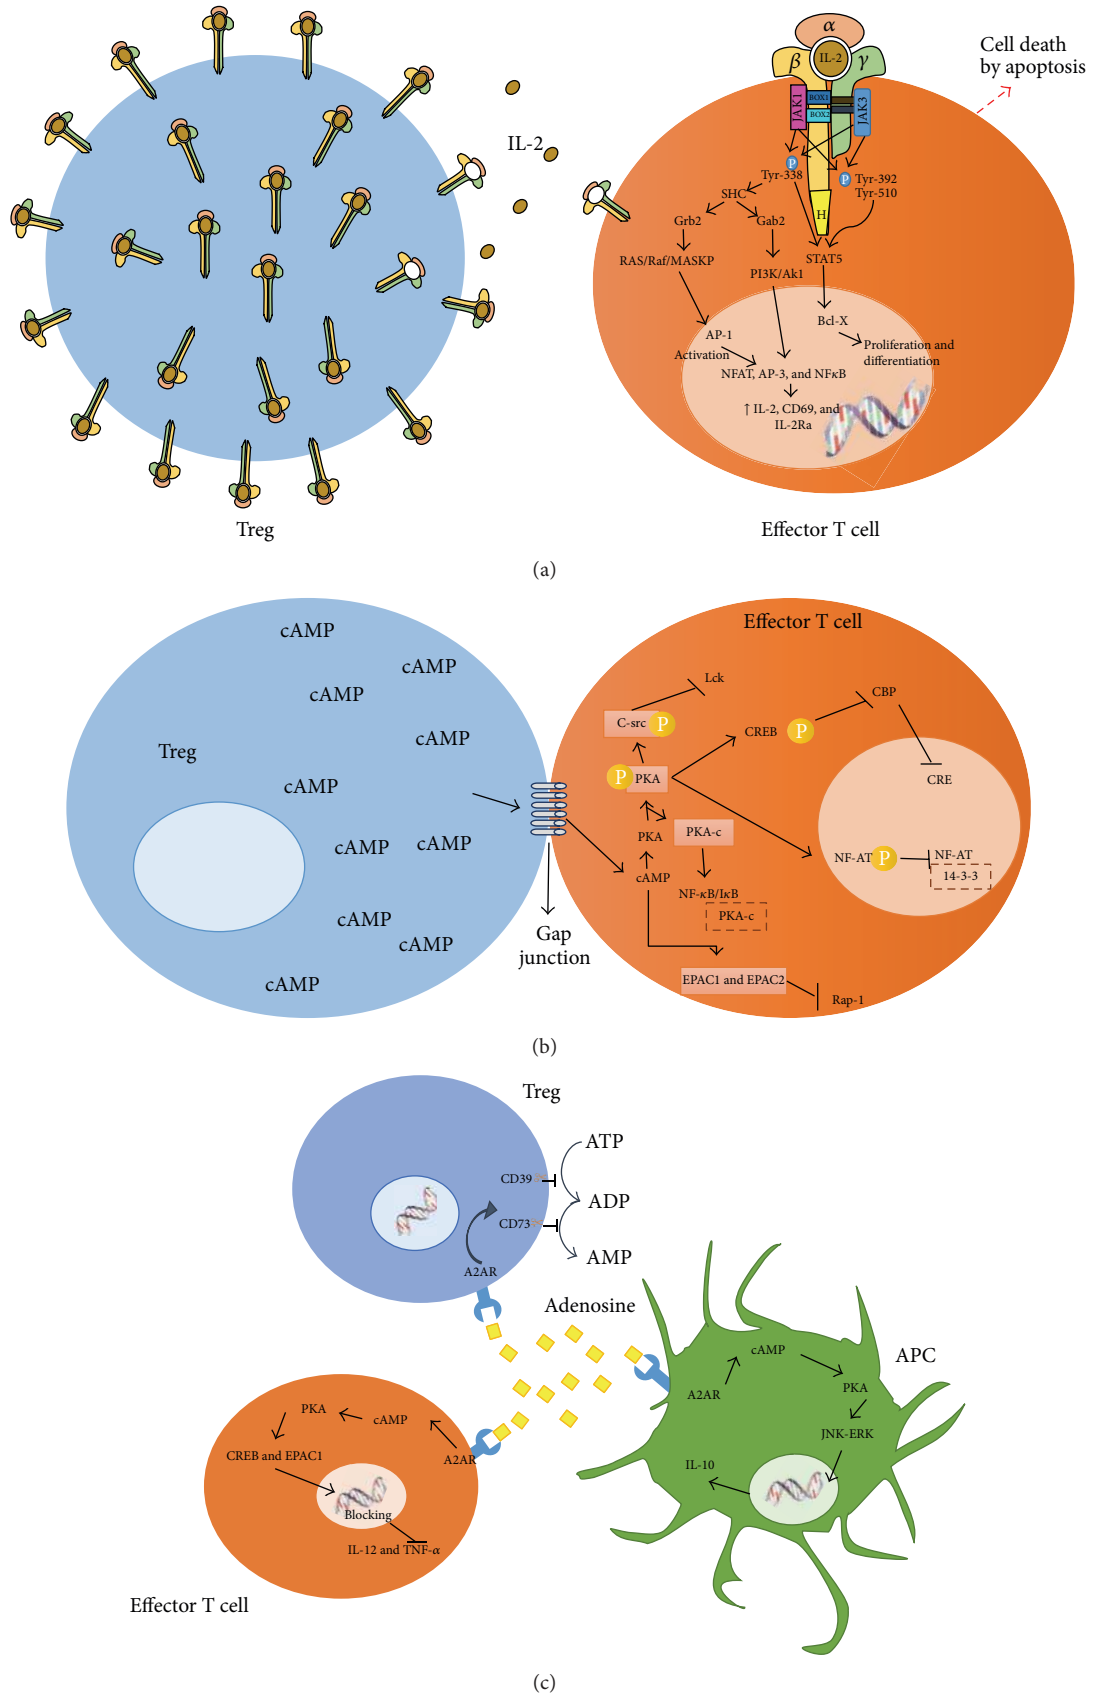 α
β
IL-2
γ
Cell death
by apoptosis
IL-2
JAK1
BOX1
BOX2
JAK3
P
Tyr-338
P
Tyr-392
Tyr-510
SHC
H
Grb2
Gab2
RAS/Raf/MASKP
STAT5
PI3K/Ak1
Bcl-X
AP-1
Activation
Proliferation and
differentiation
NFAT, AP-3, and NFκB
↑ IL-2, CD69, and
IL-2Ra
Treg
Effector T cell
(a)
Effector T cell
cAMP
cAMP
cAMP
cAMP
Treg
cAMP
cAMP
cAMP
cAMP
cAMP
cAMP
Gap
junction
Lck
C-src P
CREB P
CBP
CRE
P PKA
PKA
PKA-c
cAMP
NF-κB/IκB
PKA-c
NF-AT P
NF-AT
14-3-3
EPAC1 and EPAC2
Rap-1
(b)
Treg
ATP
CD39
ADP
CD73
AMP
A2AR
Adenosine
APC
cAMP
A2AR
PKA
JNK-ERK
IL-10
PKA
cAMP
CREB and EPAC1
A2AR
Blocking
IL-12 and TNF-α
Effector T cell
(c)